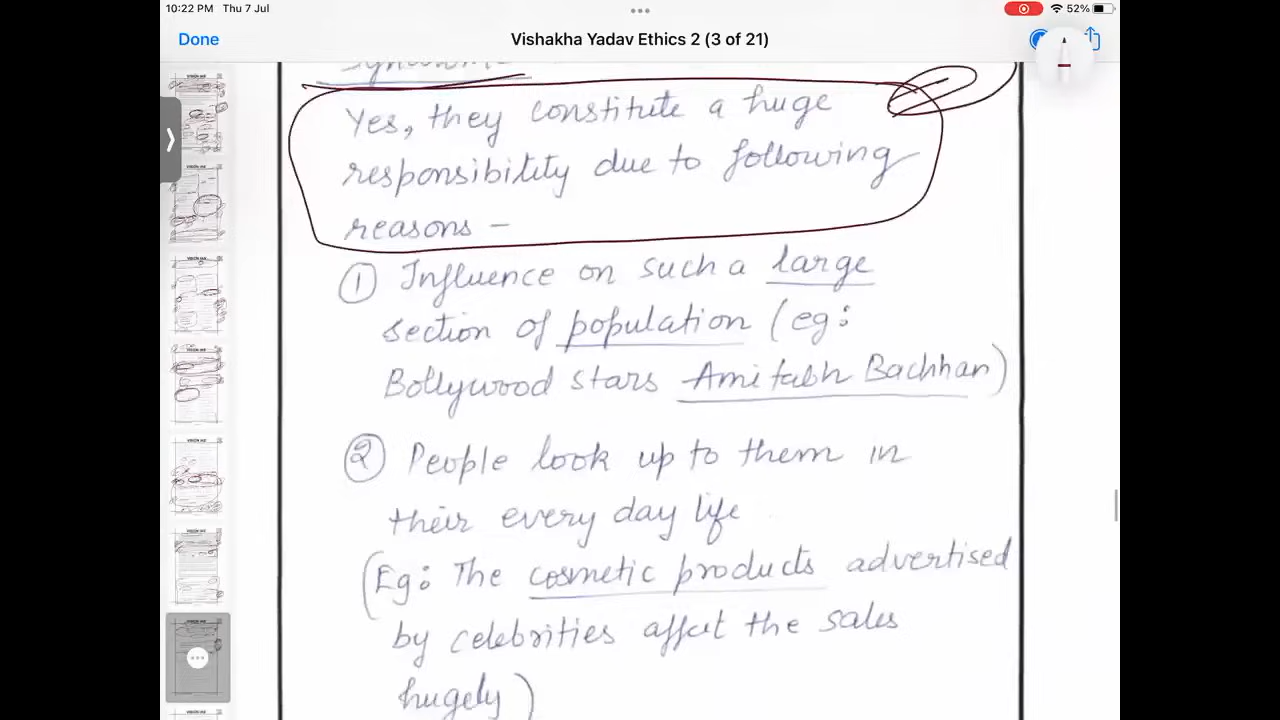 10:22 PM Thu 7 Jul
52%
Done
Vishakha Yadav Ethics 2 (3 of 21)
Yes, they constitute a huge
responsibility due to following
reasons –
① Influence on such a large
section of population (eg:
Bollywood stars Amitabh Bachhan)
② People look up to them in
their every day life
(Eg: The cosmetic products advertised
by celebrities affect the sales
hugely)